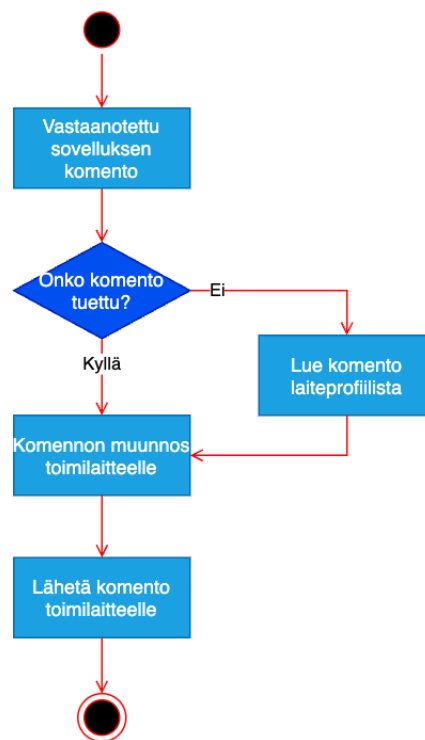 Vastaanotettu
sovelluksen
komento
Onko komento
tuettu?
Ei
Kyllä
Lue komento
laiteprofiilista
Komennon muunnos
toimilaitteelle
Lähetä komento
toimilaitteelle